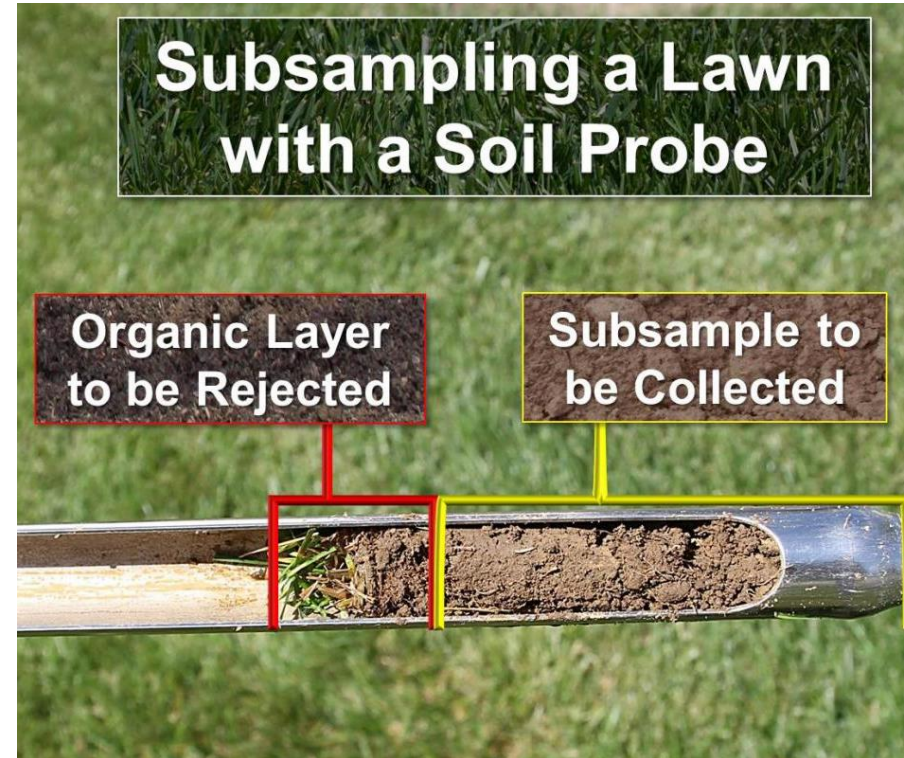 Subsampling a Lawn
with a Soil Probe
Organic Layer
to be Rejected
Subsample to
be Collected